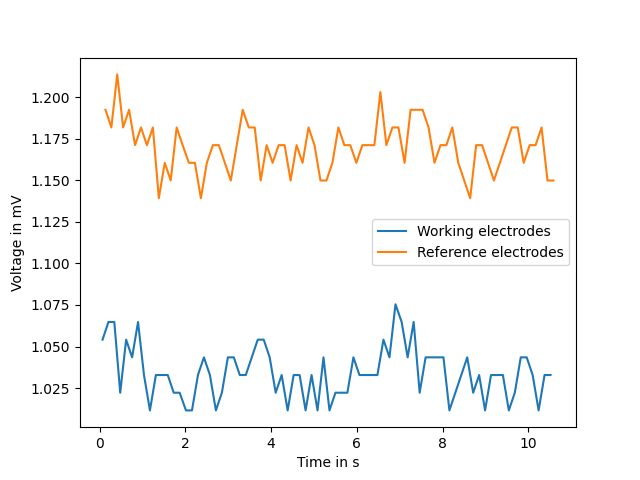 1.200
1.175
1.150
1.125
1.100
1.075
1.050
1.025
Voltage in mV
Working electrodes
Reference electrodes
0 2 4 6 8 10
Time in s